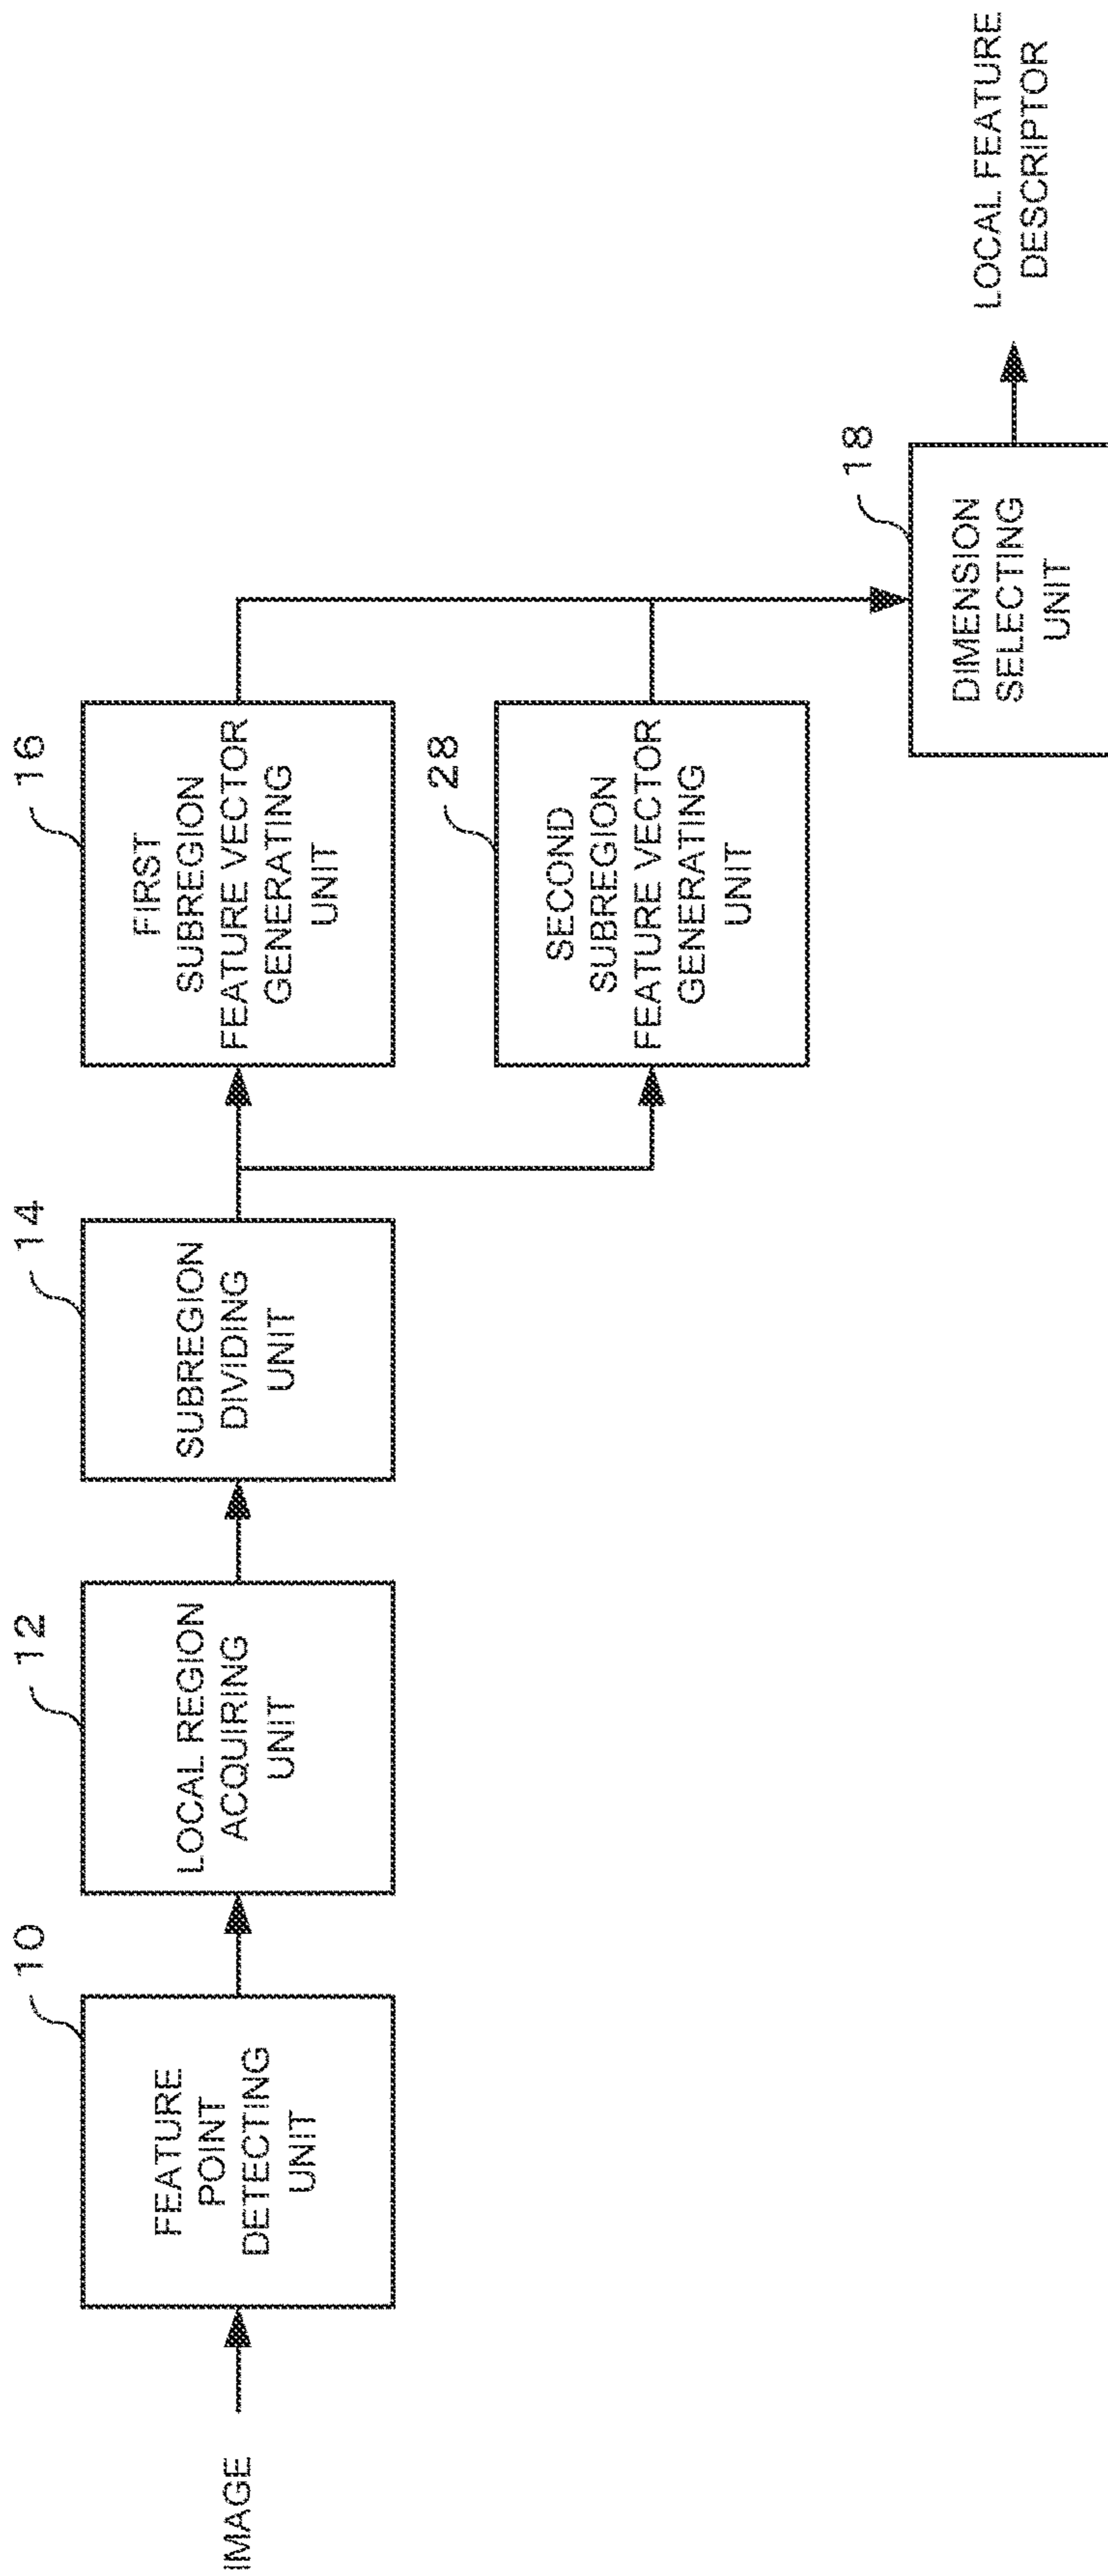 IMAGE
10
FEATURE
POINT
DETECTING
UNIT
12
LOCAL REGION
ACQUIRING
UNIT
14
SUBREGION
DIVIDING
UNIT
16
FIRST
SUBREGION
FEATURE VECTOR
GENERATING
UNIT
28
SECOND
SUBREGION
FEATURE VECTOR
GENERATING
UNIT
18
DIMENSION
SELECTING
UNIT
LOCAL FEATURE
DESCRIPTOR